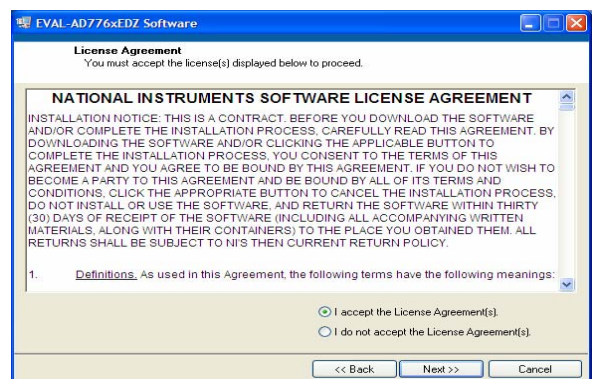 EVAL-AD776xEDZ Software
License Agreement
You must accept the license(s) displayed below to proceed.
NATIONAL INSTRUMENTS SOFTWARE LICENSE AGREEMENT
INSTALLATION NOTICE: THIS IS A CONTRACT. BEFORE YOU DOWNLOAD THE SOFTWARE
AND/OR COMPLETE THE INSTALLATION PROCESS, CAREFULLY READ THIS AGREEMENT. BY
DOWNLOADING THE SOFTWARE AND/OR CLICKING THE APPLICABLE BUTTON TO
COMPLETE THE INSTALLATION PROCESS, YOU CONSENT TO THE TERMS OF THIS
AGREEMENT AND YOU AGREE TO BE BOUND BY THIS AGREEMENT. IF YOU DO NOT WISH TO
BECOME A PARTY TO THIS AGREEMENT AND BE BOUND BY ALL OF ITS TERMS AND
CONDITIONS, CLICK THE APPROPRIATE BUTTON TO CANCEL THE INSTALLATION PROCESS,
DO NOT INSTALL OR USE THE SOFTWARE, AND RETURN THE SOFTWARE WITHIN THIRTY
(30) DAYS OF RECEIPT OF THE SOFTWARE (INCLUDING ALL ACCOMPANYING WRITTEN
MATERIALS, ALONG WITH THEIR CONTAINERS) TO THE PLACE YOU OBTAINED THEM. ALL
RETURNS SHALL BE SUBJECT TO NI'S THEN CURRENT RETURN POLICY.
1. Definitions. As used in this Agreement, the following terms have the following meanings:
I accept the License Agreement(s).
I do not accept the License Agreement(s).
<< Back Next >> Cancel